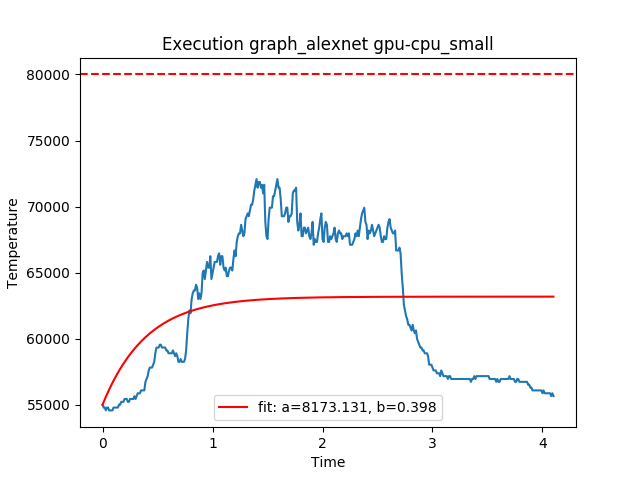 Execution graph_alexnet gpu-cpu_small
80000
75000
70000
65000
60000
55000
Temperature
fit: a=8173.131, b=0.398
0 1 2 3 4
Time